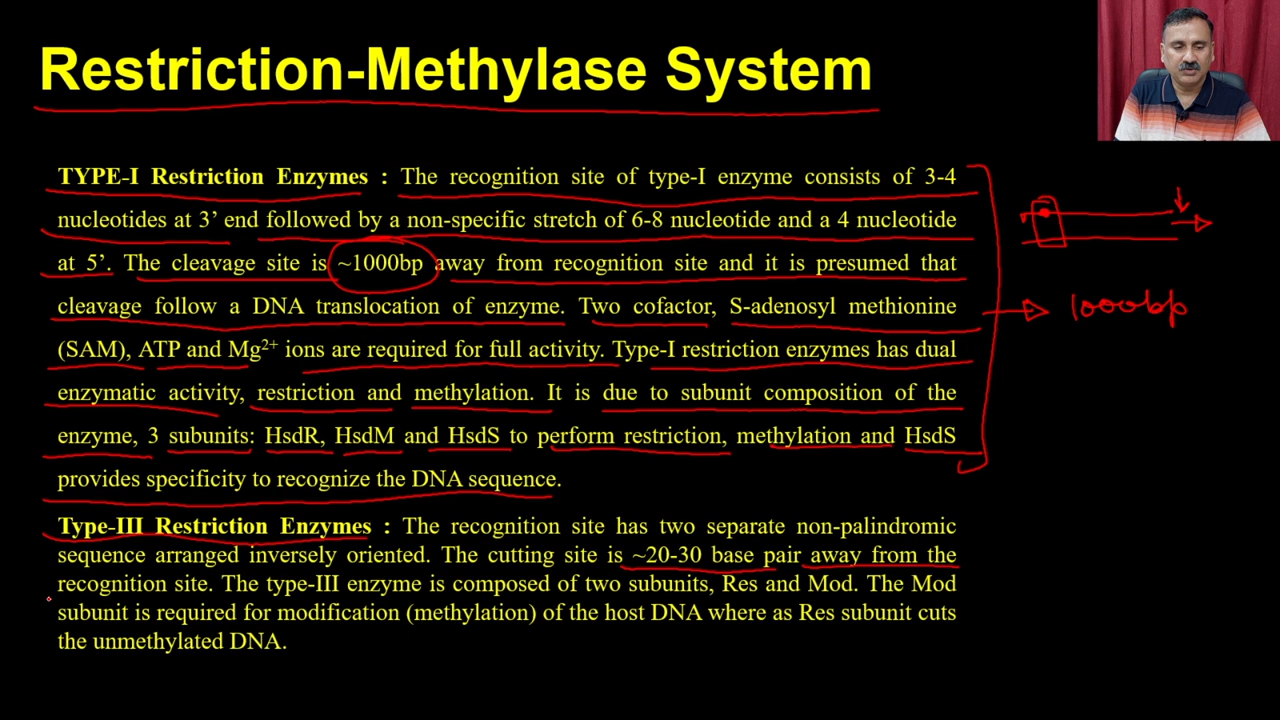 Restriction-Methylase System
TYPE-I Restriction Enzymes : The recognition site of type-I enzyme consists of 3-4
nucleotides at 3’ end followed by a non-specific stretch of 6-8 nucleotide and a 4 nucleotide
at 5’. The cleavage site is ~1000bp away from recognition site and it is presumed that
cleavage follow a DNA translocation of enzyme. Two cofactor, S-adenosyl methionine
(SAM), ATP and Mg²⁺ ions are required for full activity. Type-I restriction enzymes has dual
enzymatic activity, restriction and methylation. It is due to subunit composition of the
enzyme, 3 subunits: HsdR, HsdM and HsdS to perform restriction, methylation and HsdS
provides specificity to recognize the DNA sequence.
1000bp
Type-III Restriction Enzymes : The recognition site has two separate non-palindromic
sequence arranged inversely oriented. The cutting site is ~20-30 base pair away from the
recognition site. The type-III enzyme is composed of two subunits, Res and Mod. The Mod
subunit is required for modification (methylation) of the host DNA where as Res subunit cuts
the unmethylated DNA.